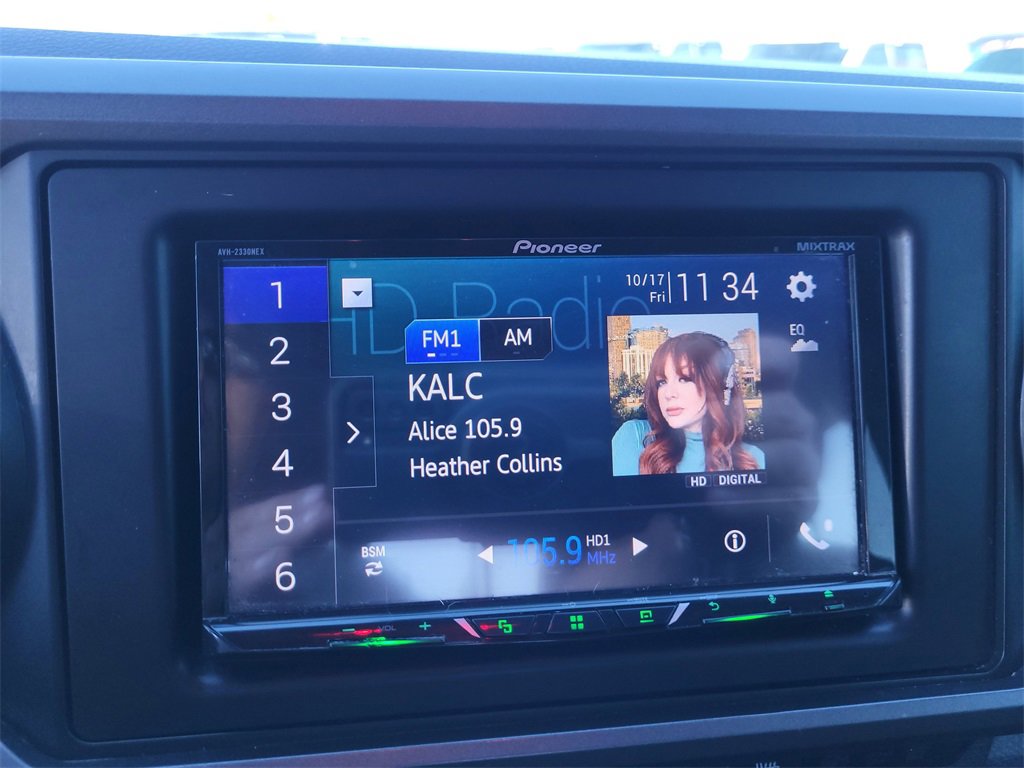 AVH-2330NEX
Pioneer
MIXTRAX
HD Radio
10/17
Fri
11 34
1
2
3
4
5
6
FM1
AM
EQ
KALC
Alice 105.9
Heather Collins
HD DIGITAL
BSM
105.9
HD1
MHz
- VOL +